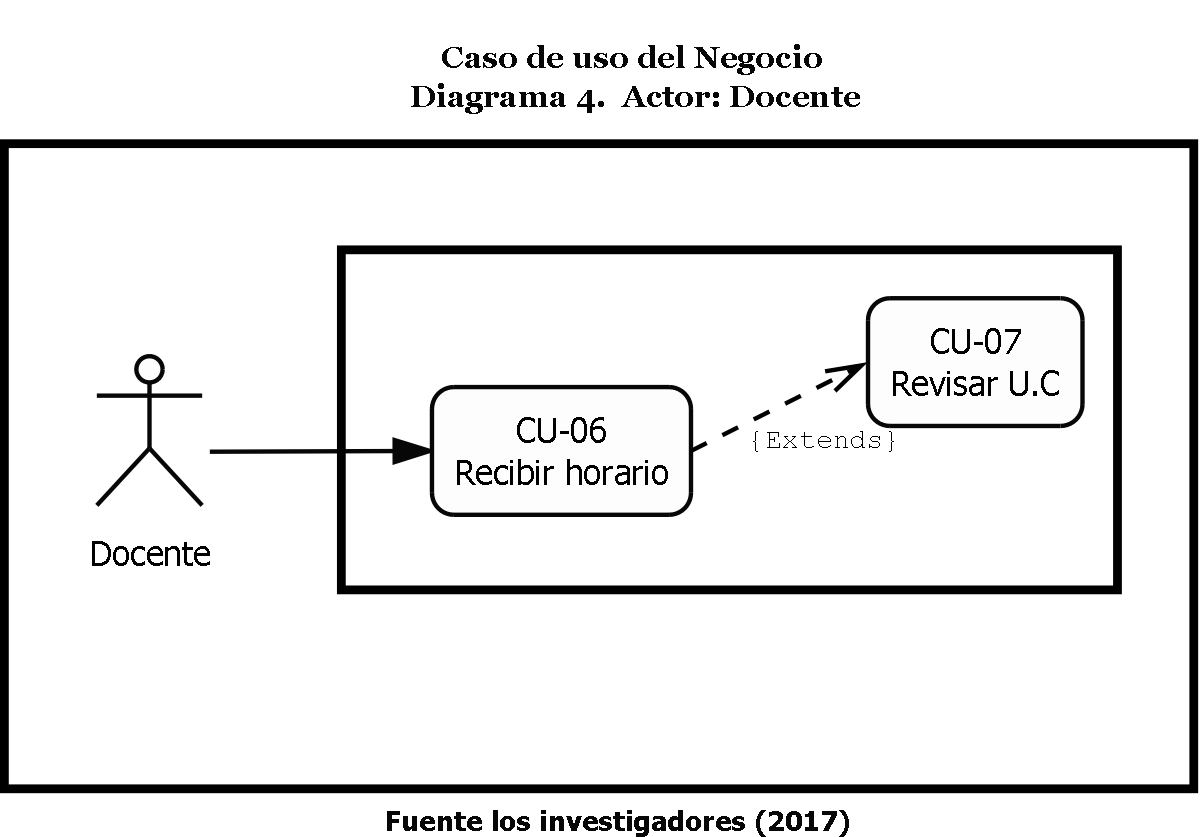 Caso de uso del Negocio
Diagrama 4.  Actor: Docente
CU-07
Revisar U.C
CU-06
Recibir horario
{Extends}
Docente
Fuente los investigadores (2017)